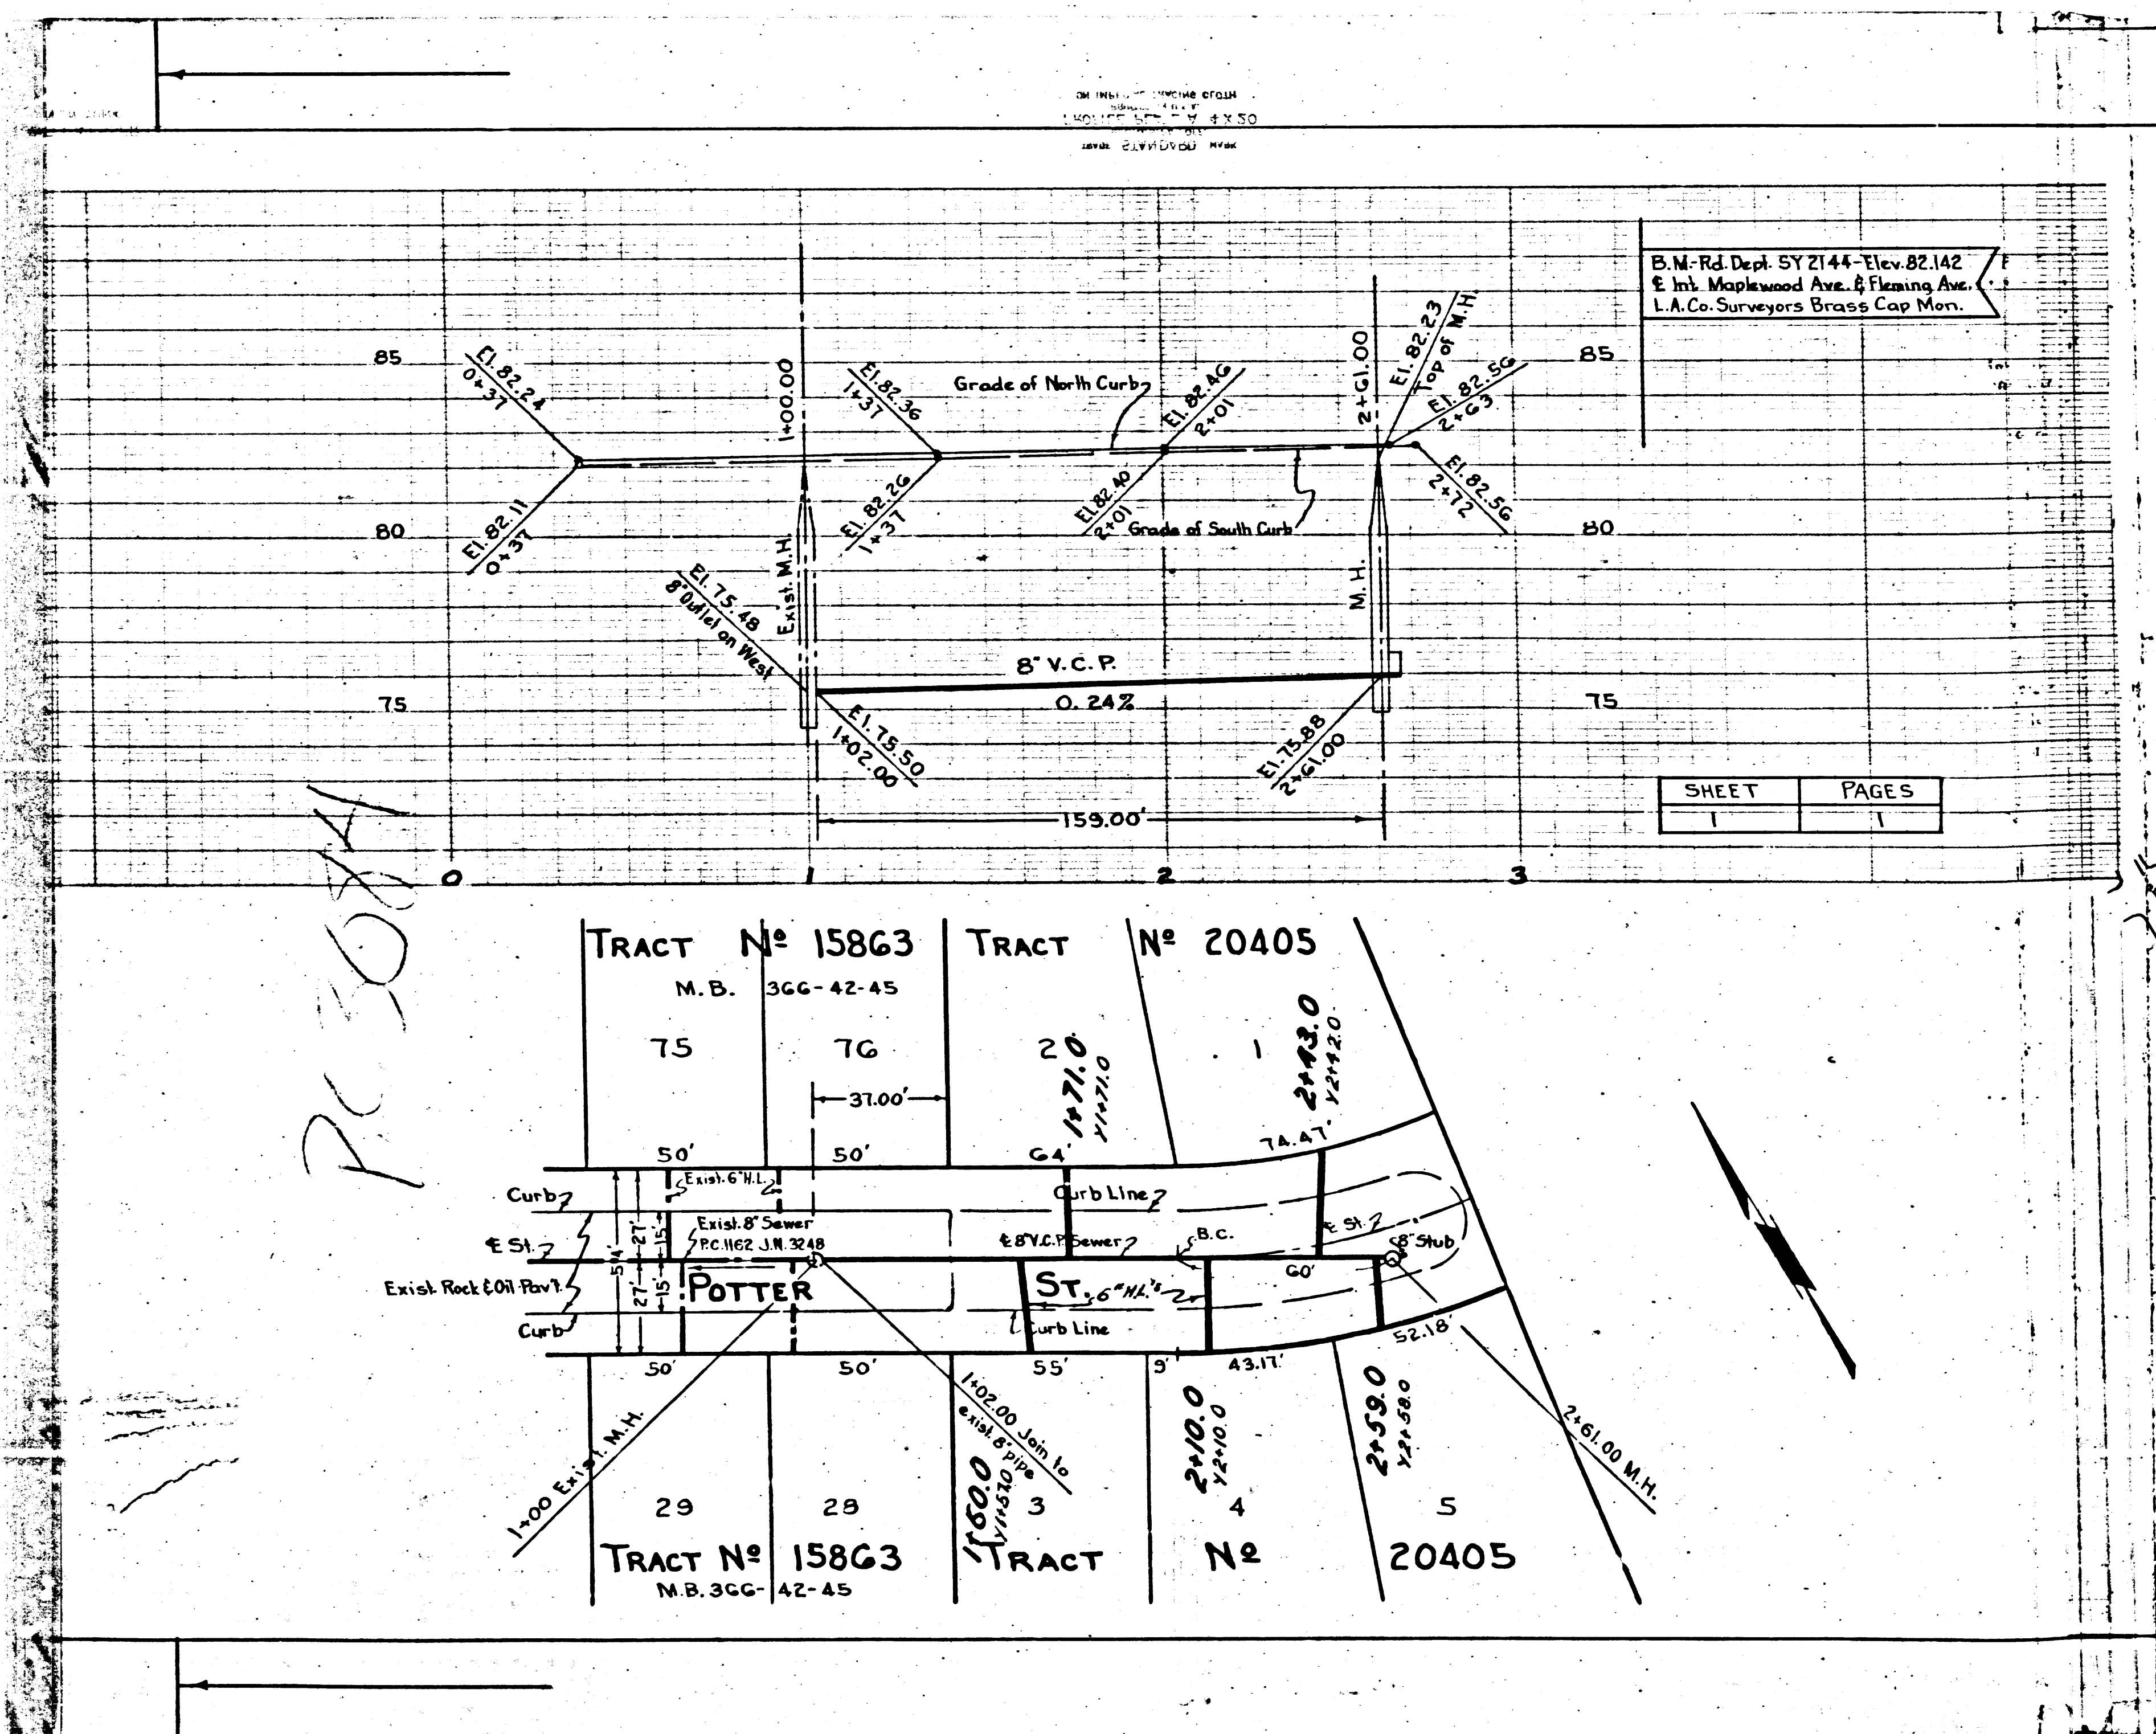 TRADE STANDARD MARK
B.M.-Rd. Dept. SY 2144-Elev. 82.142
℄ Int. Maplewood Ave. & Fleming Ave.
L.A. Co. Surveyors Brass Cap Mon.
85
El. 82.24
0+37
1+00.00
El. 82.36
1+37
Grade of North Curb
El. 82.46
2+01
2+61.00
El. 82.23
Top of M.H.
El. 82.56
2+63
85
80
El. 82.11
0+37
Exist. M.H.
El. 82.26
1+37
El. 82.40
2+01
Grade of South Curb
M.H.
El. 82.56
2+72
80
El. 75.48
8" Outlet on West
8" V.C.P.
0.24%
75
75
El. 75.50
1+02.00
El. 75.88
2+61.00
159.00'
SHEET PAGES
1 1
0 1 2 3
TRACT Nº 15863
M.B. 366-42-45
TRACT Nº 20405
75 76 2 1
1+71.0
Y1+71.0
2+43.0
Y2+42.0
37.00'
50' 50' 64' 74.47'
Exist. 6" H.L.
Curb
Curb Line
Exist. 8" Sewer
P.C. 1162 J.N. 3248
℄ St.
℄ 8" V.C.P. Sewer
B.C.
℄ St.
8" Stub
54' 27' 15'
27' 15'
60'
Exist. Rock & Oil Pav't.
POTTER ST.
6" H.L.'s
Curb
Curb Line
50' 50' 55' 9' 43.17' 52.18'
1+00 Exist. M.H.
1+02.00 Join to
exist. 8" pipe
1+60.0
Y1+57.0
2+10.0
Y2+10.0
2+59.0
Y2+58.0
2+61.00 M.H.
29 28 3 4 5
TRACT Nº 15863
M.B. 366-42-45
TRACT Nº 20405